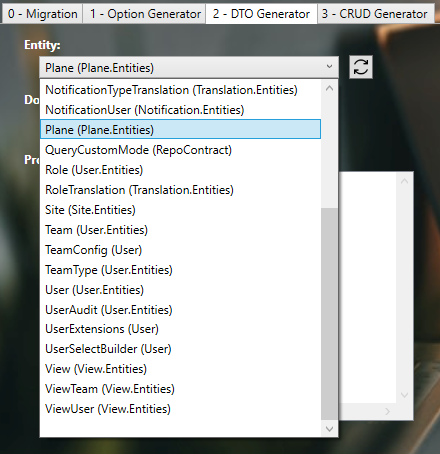 0 - Migration 1 - Option Generator 2 - DTO Generator 3 - CRUD Generator
Entity:
Plane (Plane.Entities)
NotificationTypeTranslation (Translation.Entities)
Do
NotificationUser (Notification.Entities)
Plane (Plane.Entities)
QueryCustomMode (RepoContract)
Role (User.Entities)
RoleTranslation (Translation.Entities)
Site (Site.Entities)
Team (User.Entities)
TeamConfig (User)
TeamType (User.Entities)
User (User.Entities)
UserAudit (User.Entities)
UserExtensions (User)
UserSelectBuilder (User)
View (View.Entities)
ViewTeam (View.Entities)
ViewUser (View.Entities)